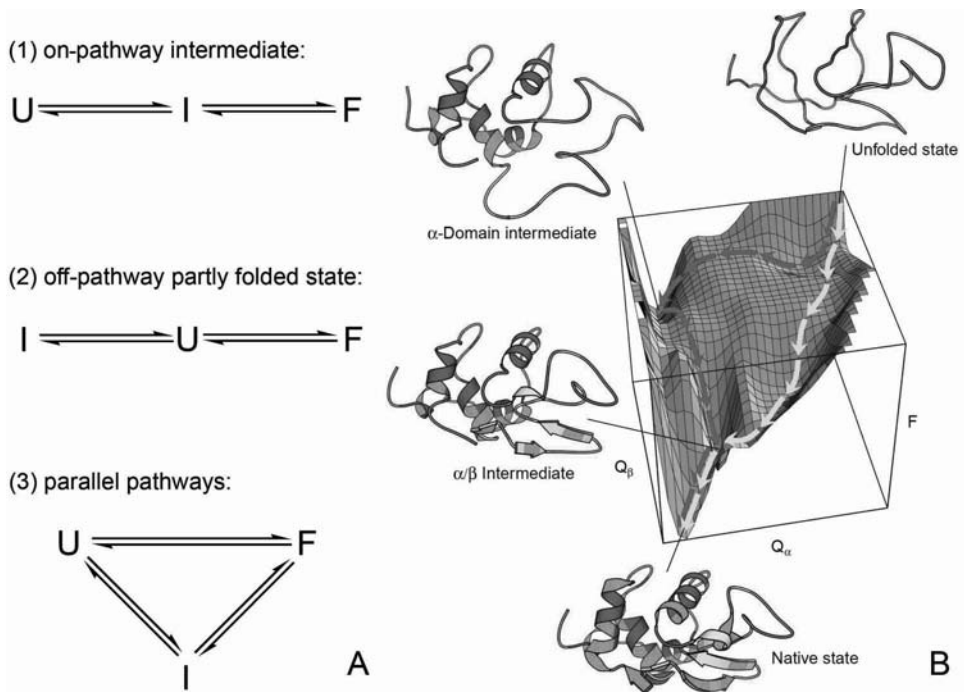 (1) on-pathway intermediate:
U I F
(2) off-pathway partly folded state:
I U F
(3) parallel pathways:
U F
I
A
α-Domain intermediate
Unfolded state
α/β Intermediate
Qβ
F
Qα
Native state
B